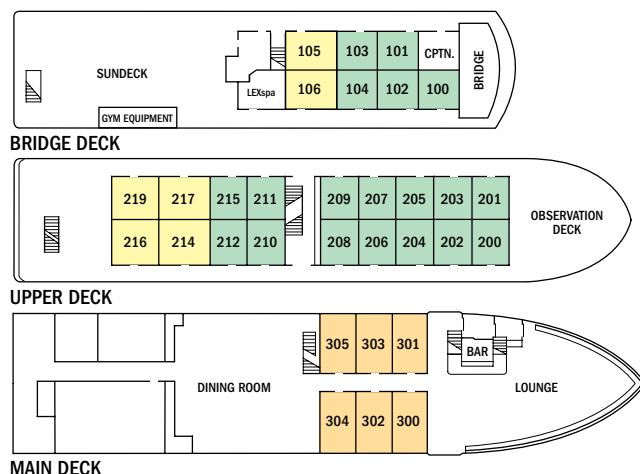 105 103 101 CPTN.
SUNDECK
BRIDGE
LEXspa 106 104 102 100
GYM EQUIPMENT
BRIDGE DECK
219 217 215 211 209 207 205 203 201
OBSERVATION
DECK
216 214 212 210 208 206 204 202 200
UPPER DECK
305 303 301
BAR
DINING ROOM
LOUNGE
304 302 300
MAIN DECK